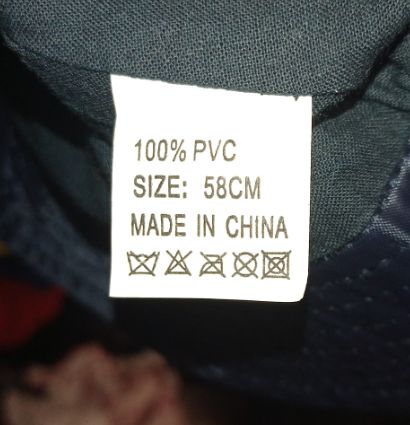 100% PVC
SIZE: 58CM
MADE IN CHINA